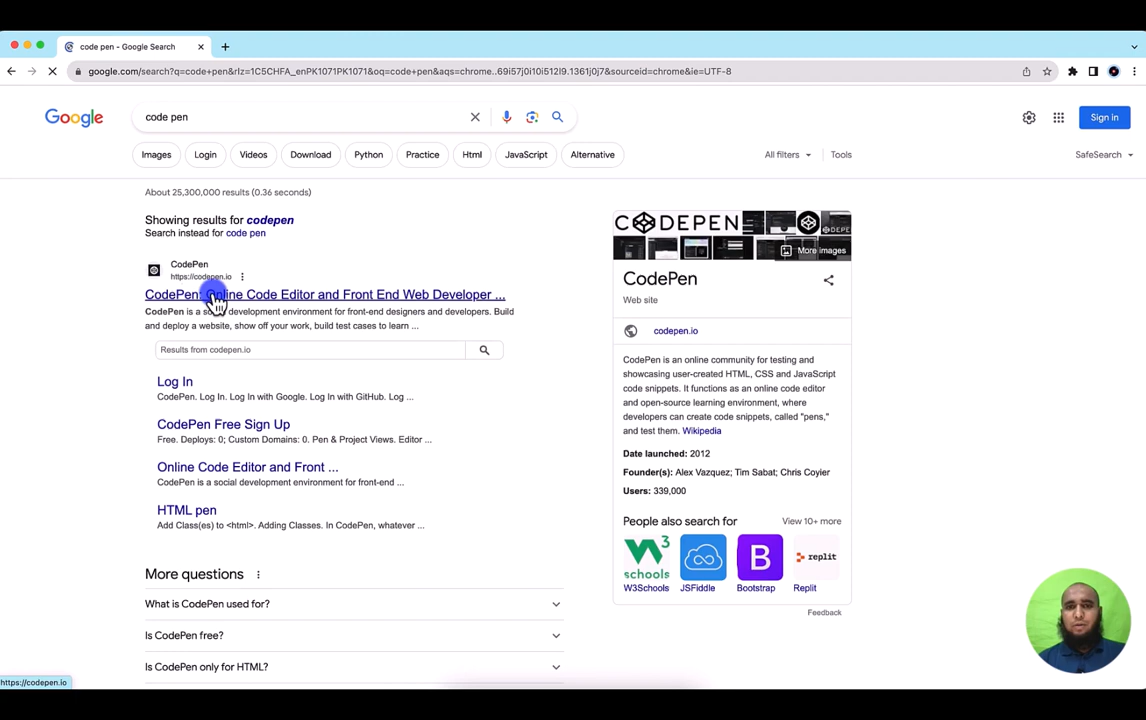 code pen - Google Search
google.com/search?q=code+pen&rlz=1C5CHFA_enPK1071PK1071&oq=code+pen&aqs=chrome..69i57j0i10i512l9.1361j0j7&sourceid=chrome&ie=UTF-8
Google
code pen
Sign in
Images
Login
Videos
Download
Python
Practice
Html
JavaScript
Alternative
All filters
Tools
SafeSearch
About 25,300,000 results (0.36 seconds)
Showing results for codepen
Search instead for code pen
CodePen
https://codepen.io
CodePen: Online Code Editor and Front End Web Developer ...
CodePen is a social development environment for front-end designers and developers. Build
and deploy a website, show off your work, build test cases to learn ...
Results from codepen.io
Log In
CodePen. Log In. Log In with Google. Log In with GitHub. Log ...
CodePen Free Sign Up
Free. Deploys: 0; Custom Domains: 0. Pen & Project Views. Editor ...
Online Code Editor and Front ...
CodePen is a social development environment for front-end ...
HTML pen
Add Class(es) to <html>. Adding Classes. In CodePen, whatever ...
More questions
What is CodePen used for?
Is CodePen free?
Is CodePen only for HTML?
https://codepen.io
CODEPEN
More images
CodePen
Web site
codepen.io
CodePen is an online community for testing and
showcasing user-created HTML, CSS and JavaScript
code snippets. It functions as an online code editor
and open-source learning environment, where
developers can create code snippets, called "pens,"
and test them. Wikipedia
Date launched: 2012
Founder(s): Alex Vazquez; Tim Sabat; Chris Coyier
Users: 339,000
People also search for
View 10+ more
W3 schools
B
replit
W3Schools
JSFiddle
Bootstrap
Replit
Feedback